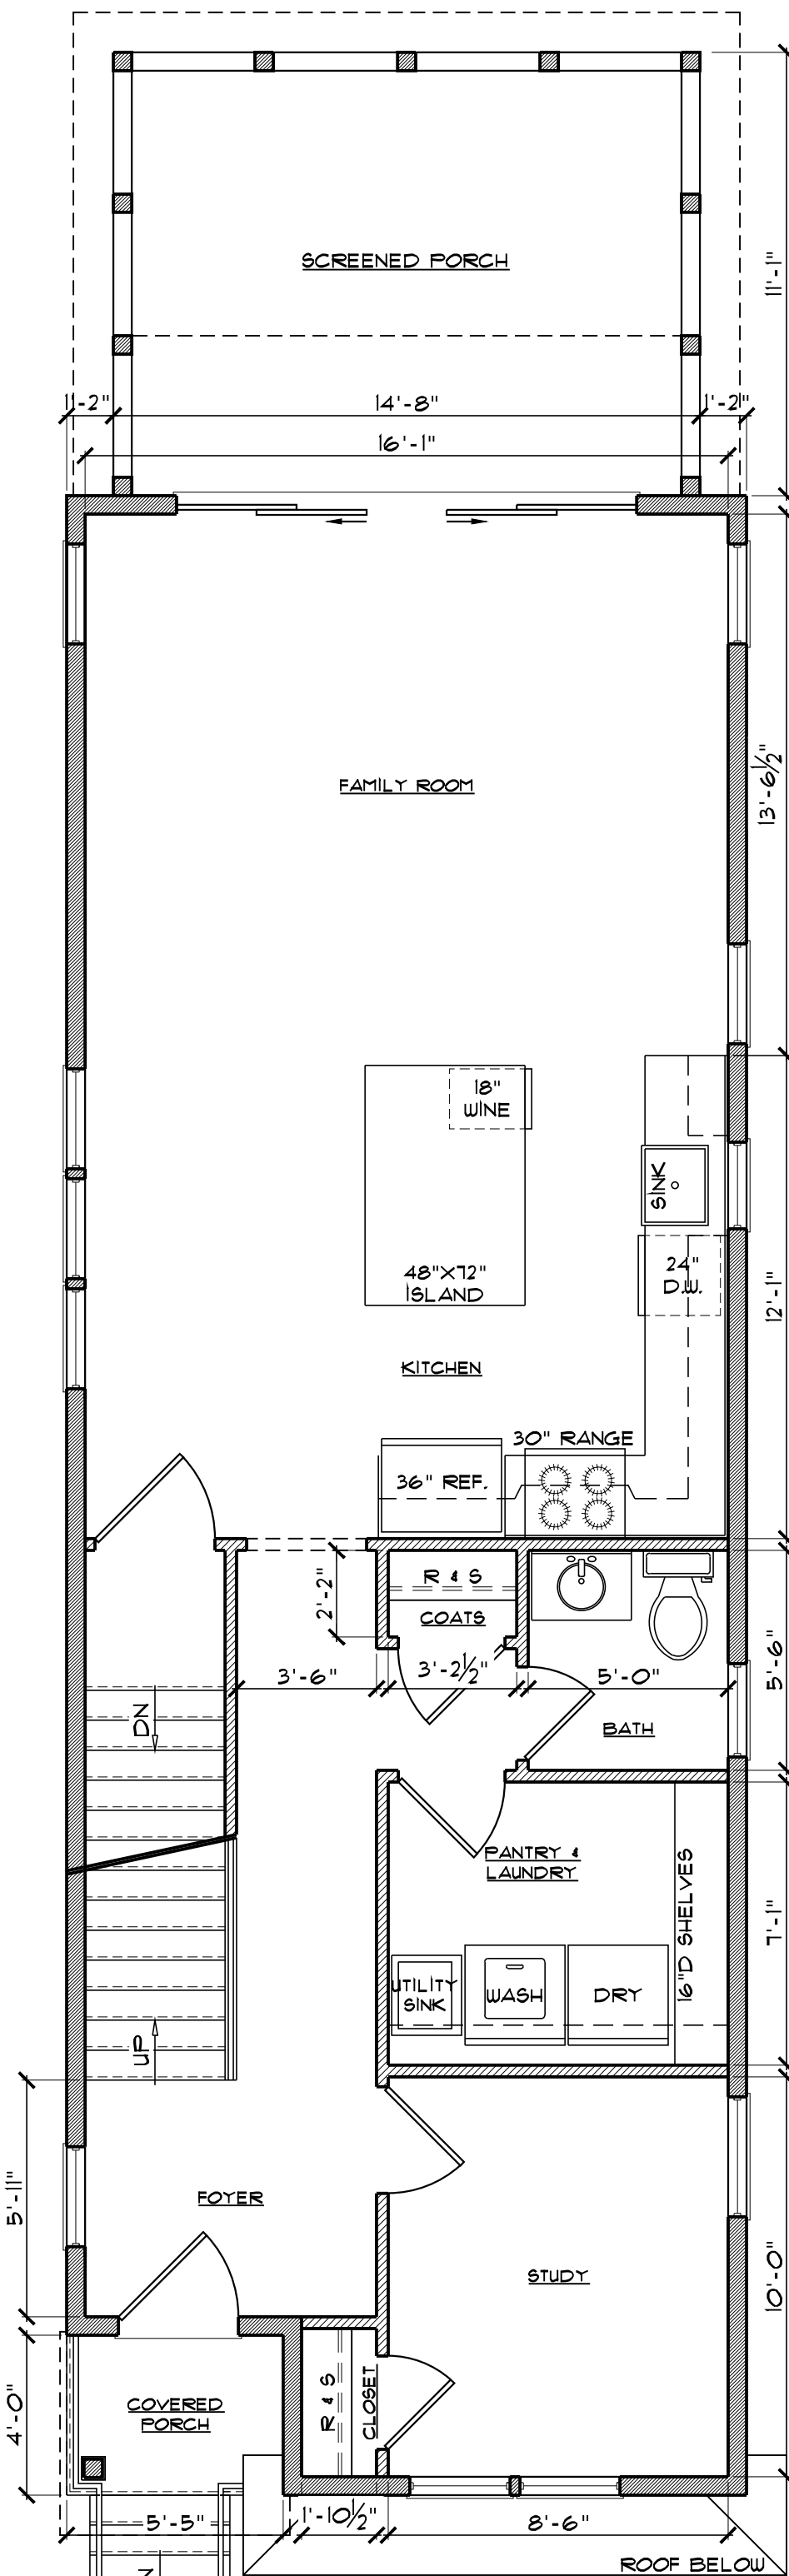 SCREENED PORCH
11'-1"
1'-2"
14'-8"
1'-2"
16'-1"
FAMILY ROOM
13'-6½"
18"
WINE
SINK
48"X72"
ISLAND
24"
D.W.
12'-1"
KITCHEN
30" RANGE
36" REF.
2'-2"
R & S
COATS
3'-6"
3'-2½"
5'-0"
5'-6"
DN
BATH
PANTRY &
LAUNDRY
16"D SHELVES
7'-1"
UTILITY
SINK
WASH
DRY
UP
5'-11"
FOYER
STUDY
10'-0"
4'-0"
COVERED
PORCH
R & S
CLOSET
5'-5"
1'-10½"
8'-6"
ROOF BELOW